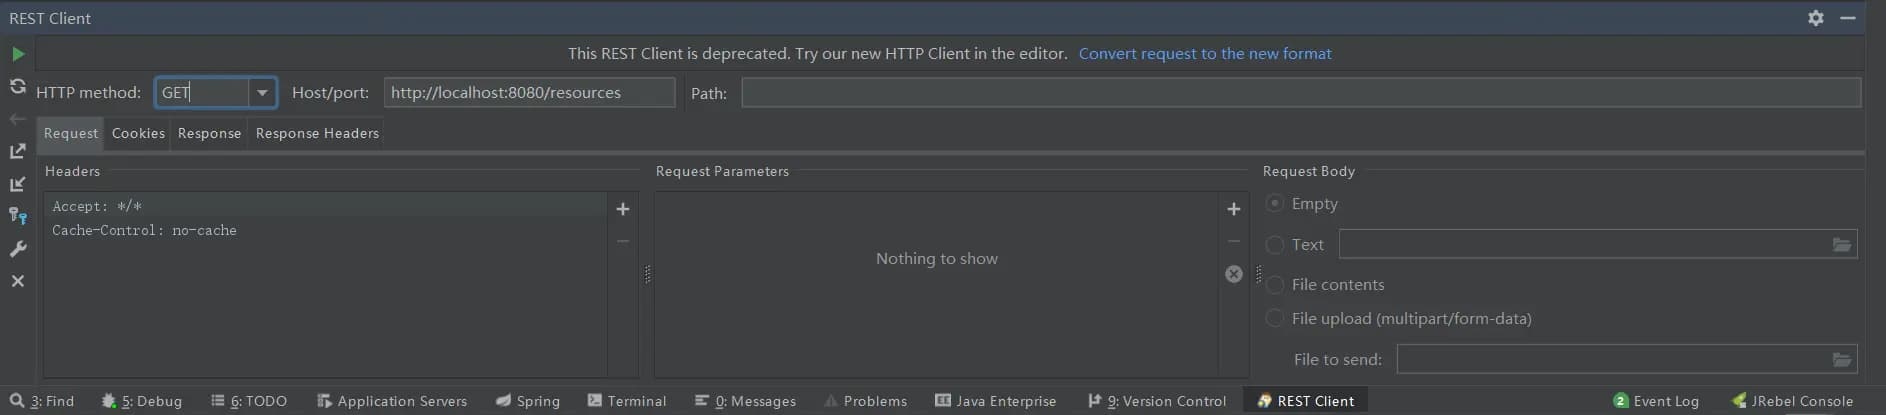 REST Client
This REST Client is deprecated. Try our new HTTP Client in the editor. Convert request to the new format
HTTP method: GET Host/port: http://localhost:8080/resources Path:
Request Cookies Response Response Headers
Headers Request Parameters Request Body
Accept: */*
Cache-Control: no-cache
Nothing to show
Empty
Text
File contents
File upload (multipart/form-data)
File to send:
3: Find 5: Debug 6: TODO Application Servers Spring Terminal 0: Messages Problems Java Enterprise 9: Version Control REST Client 2 Event Log JRebel Console